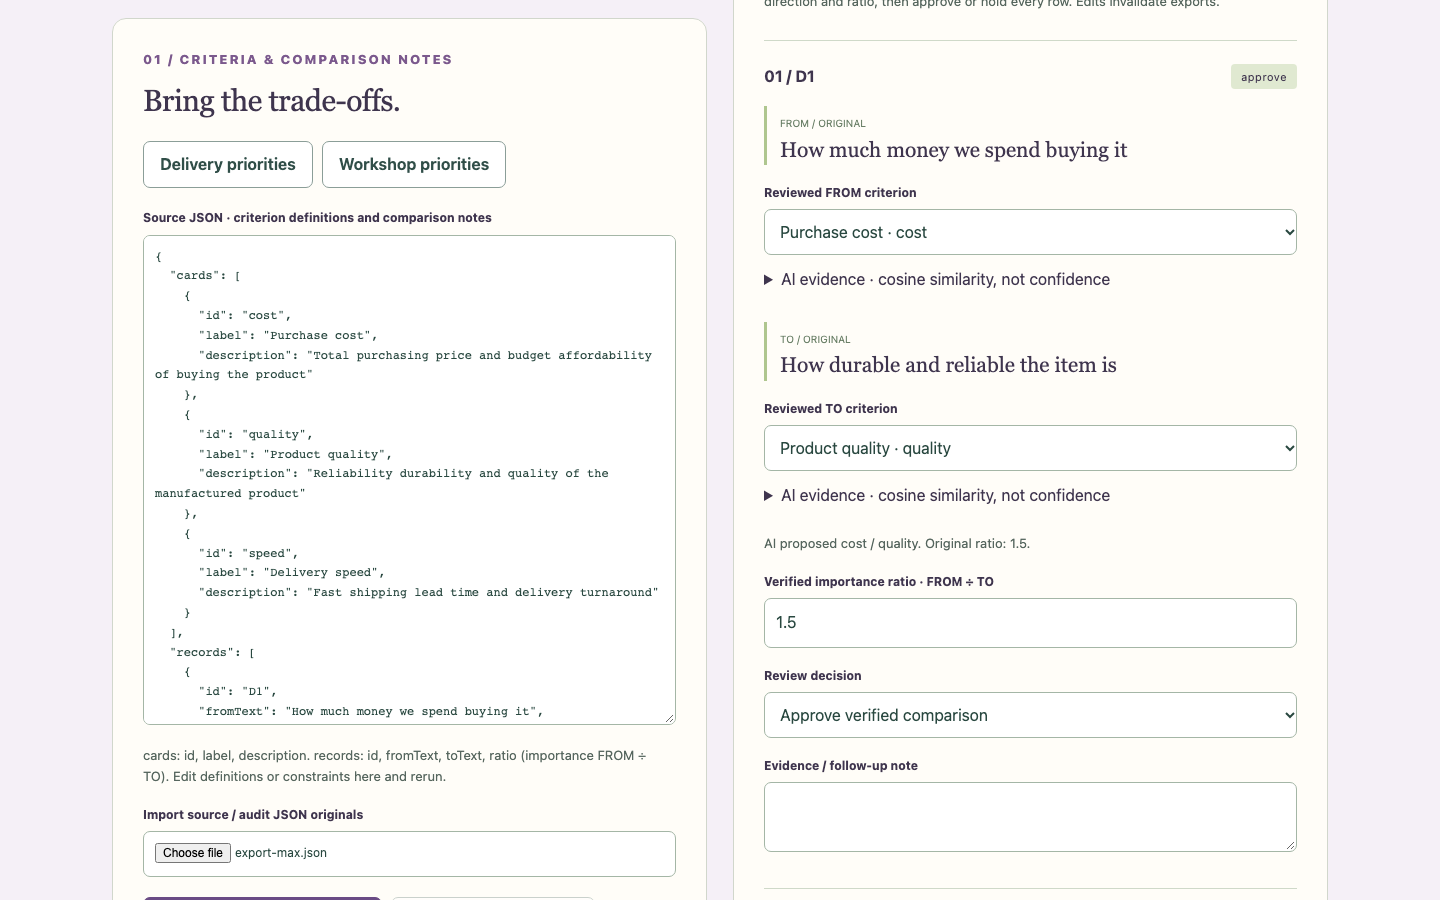 01 / CRITERIA & COMPARISON NOTES
Bring the trade-offs.
Delivery priorities
Workshop priorities
Source JSON · criterion definitions and comparison notes
{
"cards": [
{
"id": "cost",
"label": "Purchase cost",
"description": "Total purchasing price and budget affordability
of buying the product"
},
{
"id": "quality",
"label": "Product quality",
"description": "Reliability durability and quality of the
manufactured product"
},
{
"id": "speed",
"label": "Delivery speed",
"description": "Fast shipping lead time and delivery turnaround"
}
],
"records": [
{
"id": "D1",
"fromText": "How much money we spend buying it",
cards: id, label, description. records: id, fromText, toText, ratio (importance FROM ÷
TO). Edit definitions or constraints here and rerun.
Import source / audit JSON originals
Choose file export-max.json
direction and ratio, then approve or hold every row. Edits invalidate exports.
01 / D1
approve
FROM / ORIGINAL
How much money we spend buying it
Reviewed FROM criterion
Purchase cost · cost
AI evidence · cosine similarity, not confidence
TO / ORIGINAL
How durable and reliable the item is
Reviewed TO criterion
Product quality · quality
AI evidence · cosine similarity, not confidence
AI proposed cost / quality. Original ratio: 1.5.
Verified importance ratio · FROM ÷ TO
1.5
Review decision
Approve verified comparison
Evidence / follow-up note